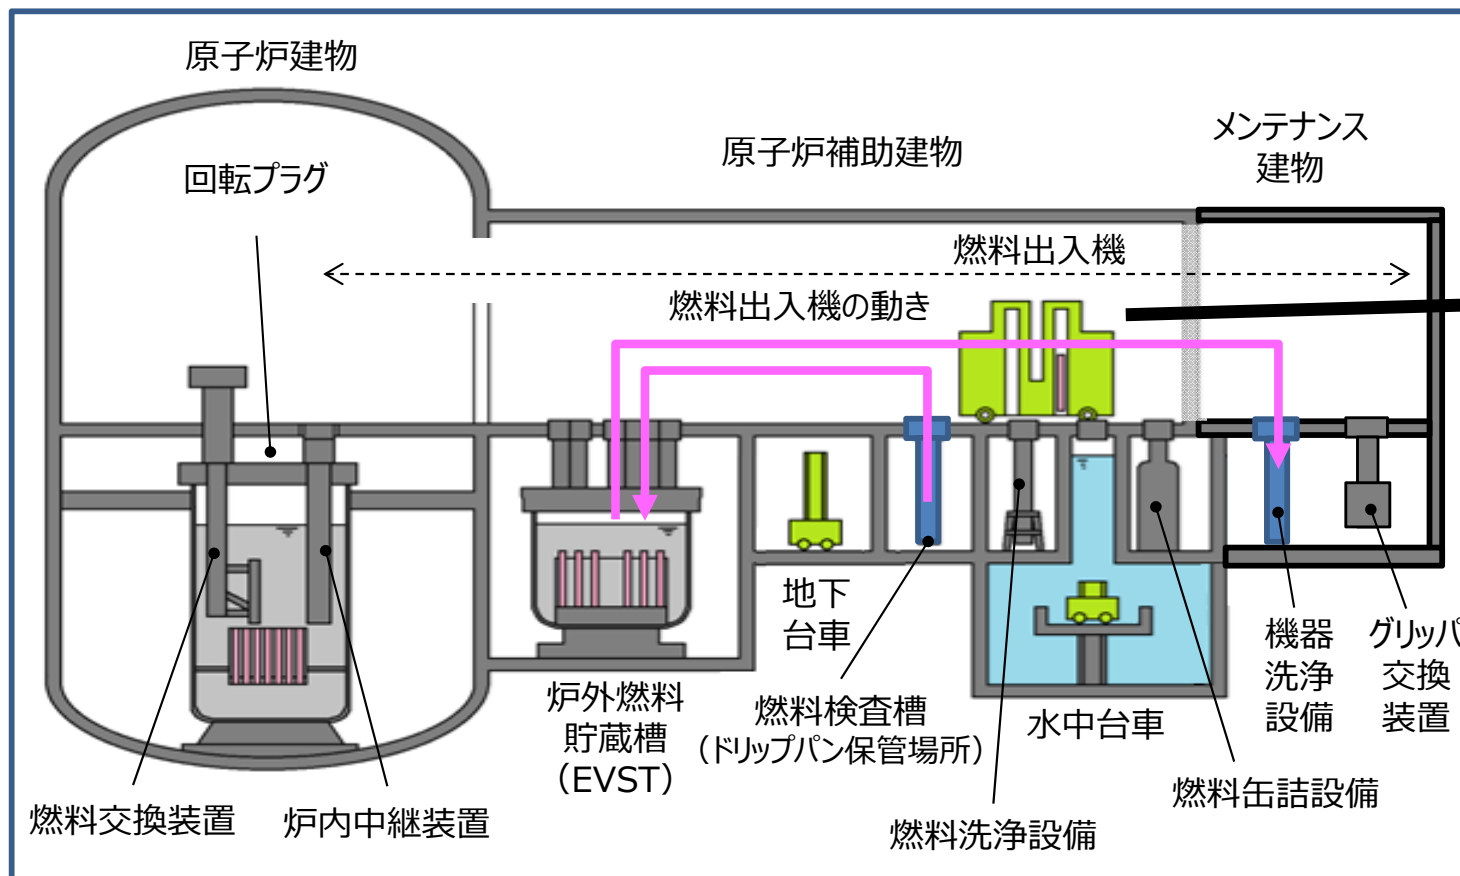 原子炉建物
回転プラグ
原子炉補助建物
メンテナンス
建物
燃料出入機
燃料出入機の動き
地下
台車
炉外燃料
貯蔵槽
（EVST）
燃料検査槽
（ドリップパン保管場所）
水中台車
機器
洗浄
設備
グリッパ
交換
装置
燃料缶詰設備
燃料洗浄設備
燃料交換装置
炉内中継装置